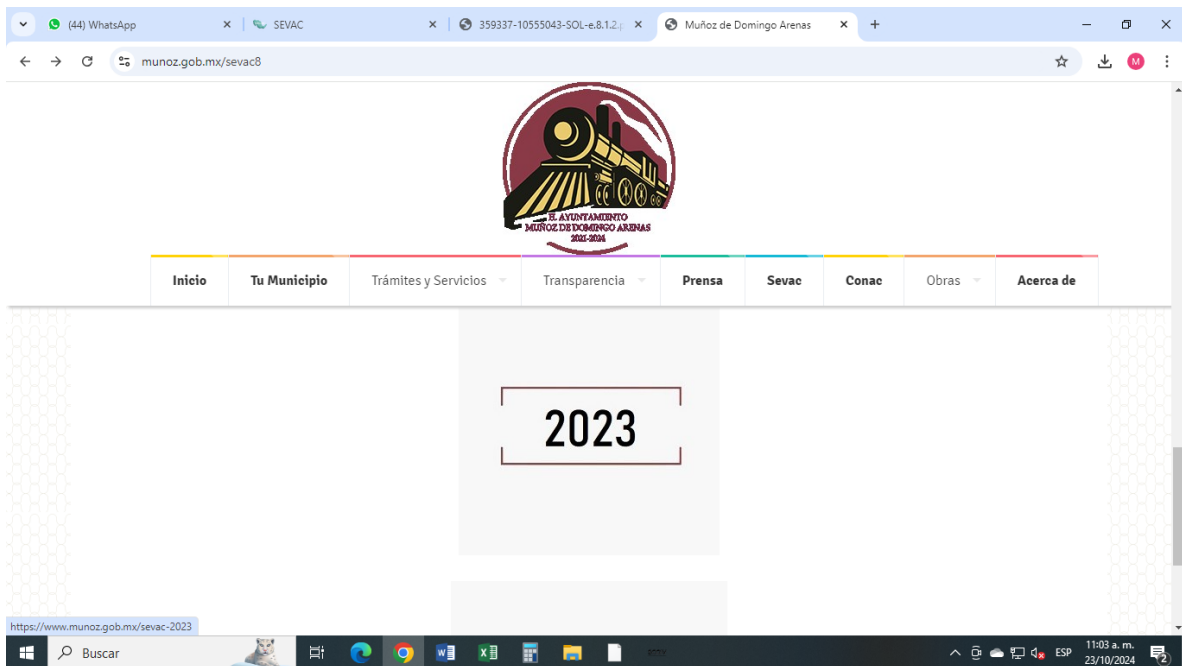 (44) WhatsApp
SEVAC
359337-10555043-SOL-e.8.1.2.p
Muñoz de Domingo Arenas
munoz.gob.mx/sevac8
M
H. AYUNTAMIENTO
MUÑOZ DE DOMINGO ARENAS
2021-2024
Inicio Tu Municipio Trámites y Servicios Transparencia Prensa Sevac Conac Obras Acerca de
2023
https://www.munoz.gob.mx/sevac-2023
Buscar
ESP
11:03 a. m.
23/10/2024
2